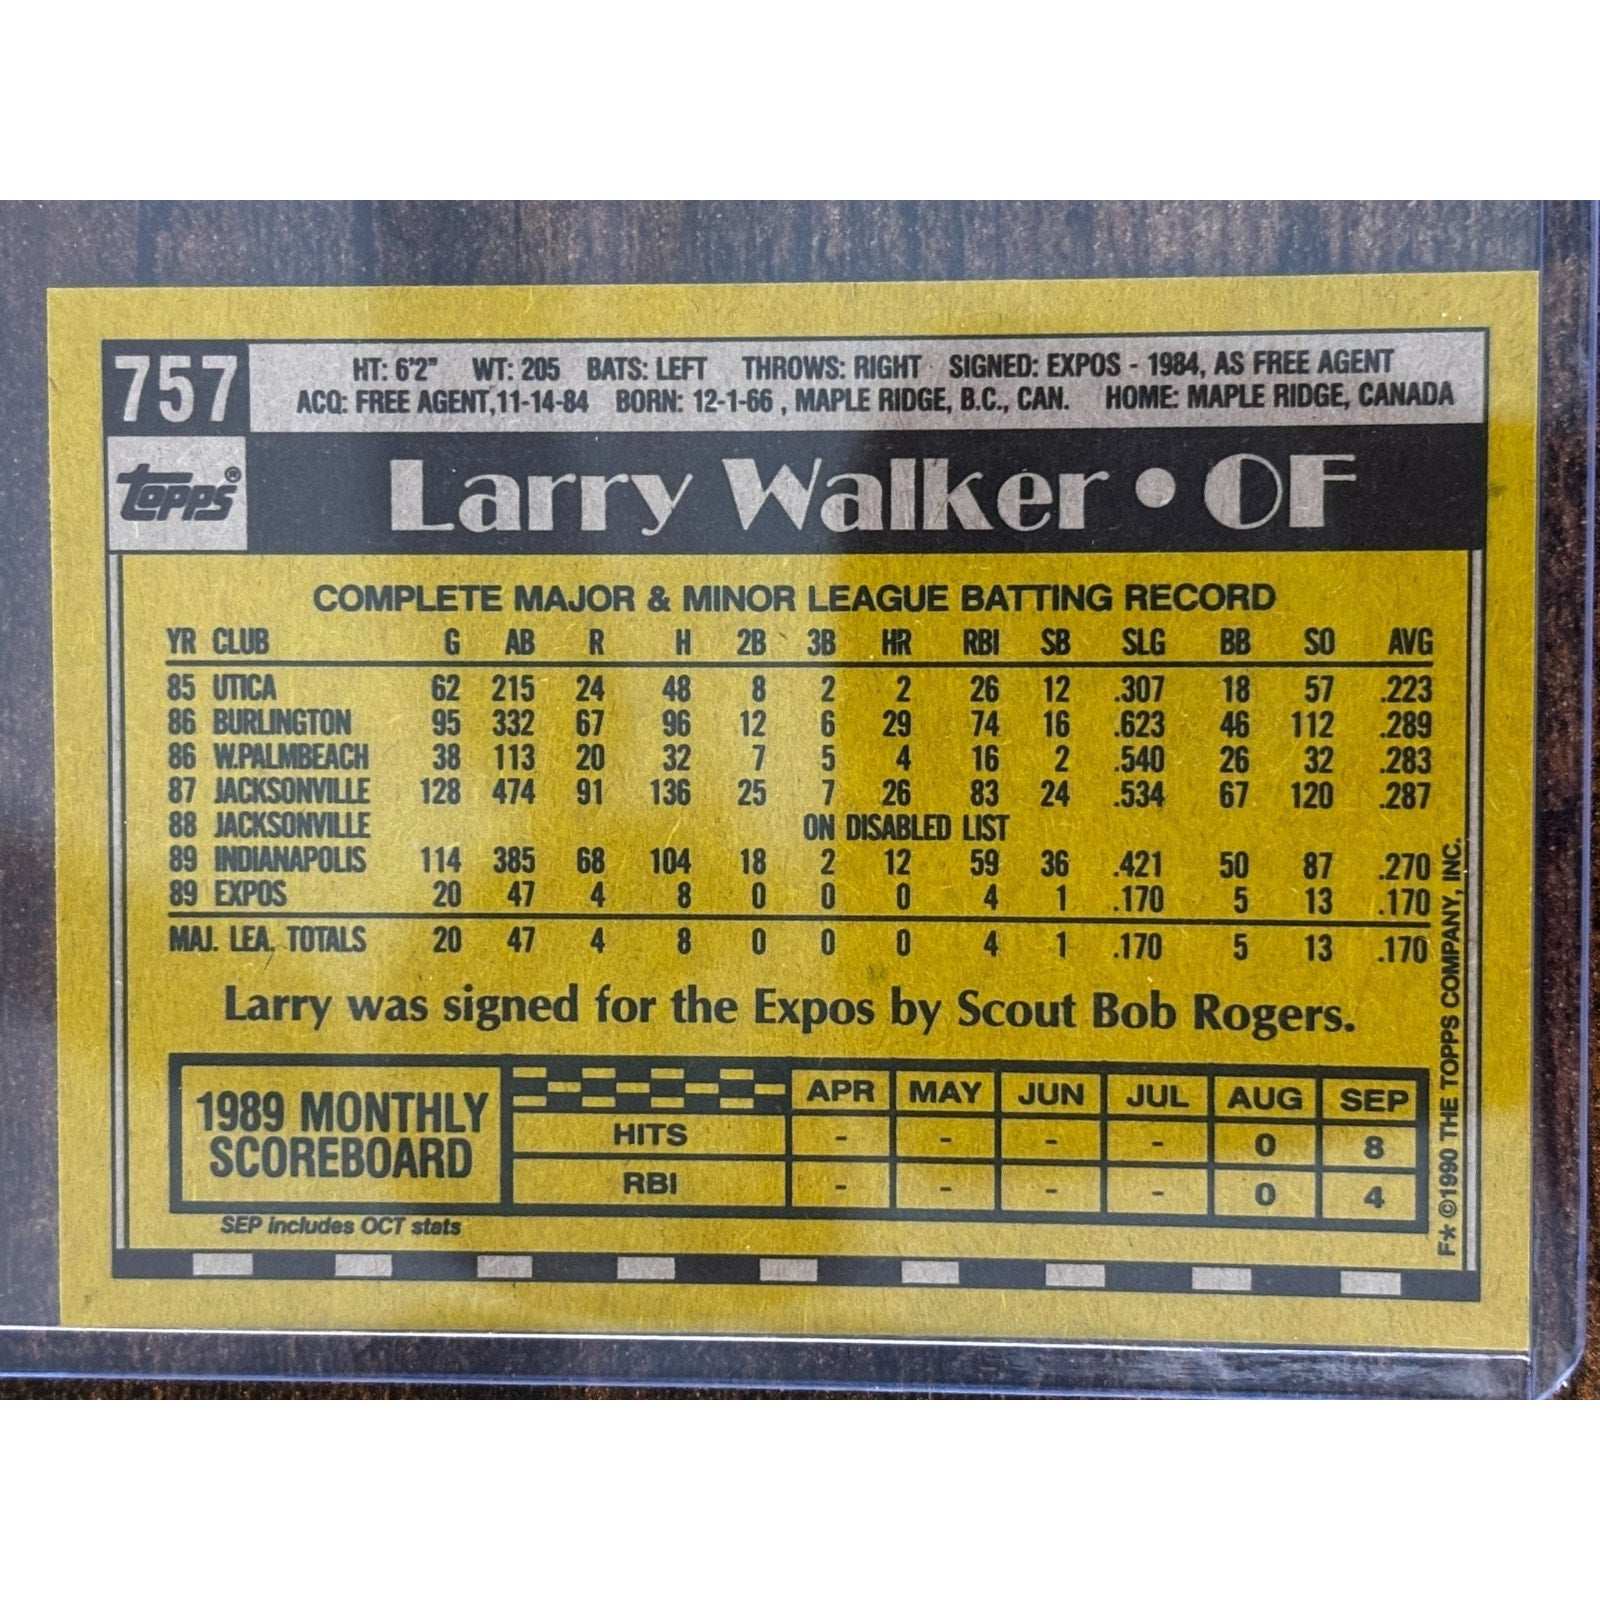 757
HT: 6'2" WT: 205 BATS: LEFT THROWS: RIGHT SIGNED: EXPOS - 1984, AS FREE AGENT
ACQ: FREE AGENT,11-14-84 BORN: 12-1-66 , MAPLE RIDGE, B.C., CAN. HOME: MAPLE RIDGE, CANADA
TOPPS®
Larry Walker • OF
COMPLETE MAJOR & MINOR LEAGUE BATTING RECORD
YR CLUB G AB R H 2B 3B HR RBI SB SLG BB SO AVG
85 UTICA 62 215 24 48 8 2 2 26 12 .307 18 57 .223
86 BURLINGTON 95 332 67 96 12 6 29 74 16 .623 46 112 .289
86 W.PALMBEACH 38 113 20 32 7 5 4 16 2 .540 26 32 .283
87 JACKSONVILLE 128 474 91 136 25 7 26 83 24 .534 67 120 .287
88 JACKSONVILLE ON DISABLED LIST
89 INDIANAPOLIS 114 385 68 104 18 2 12 59 36 .421 50 87 .270
89 EXPOS 20 47 4 8 0 0 0 4 1 .170 5 13 .170
MAJ. LEA. TOTALS 20 47 4 8 0 0 0 4 1 .170 5 13 .170
Larry was signed for the Expos by Scout Bob Rogers.
1989 MONTHLY
SCOREBOARD
APR MAY JUN JUL AUG SEP
HITS - - - - 0 8
RBI - - - - 0 4
SEP includes OCT stats
F* ©1990 THE TOPPS COMPANY, INC.